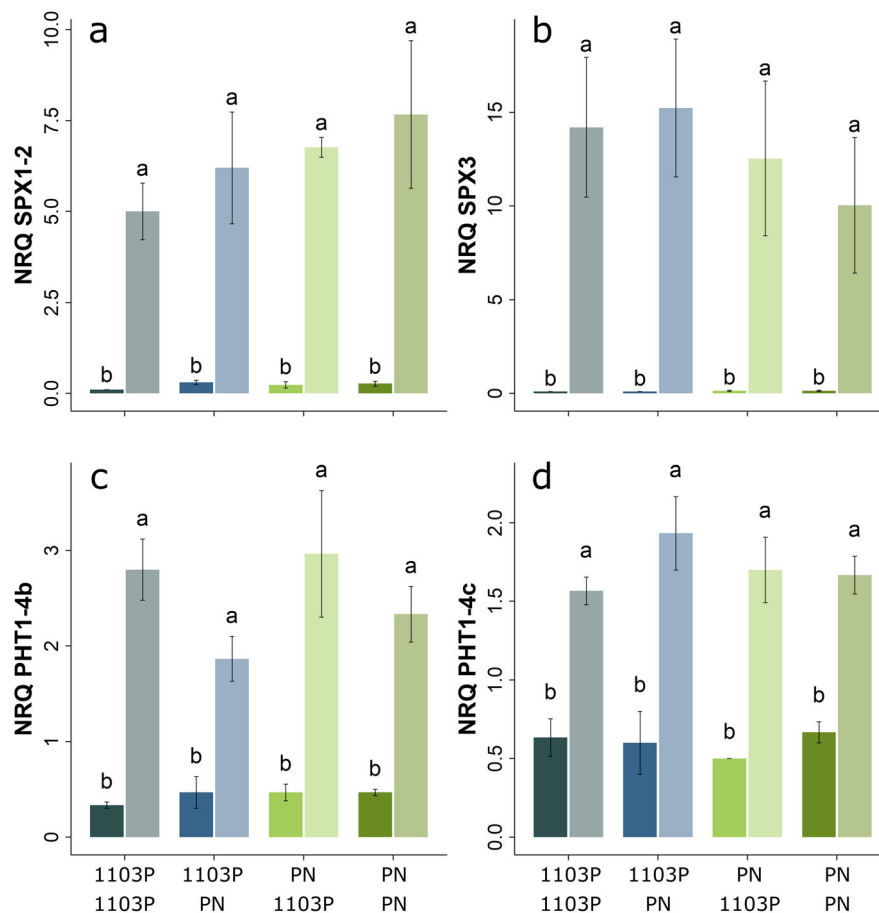 a
NRQ SPX1-2
10.0
7.5
5.0
2.5
0.0
a a a a
b b b b
b
NRQ SPX3
15
10
5
0
a a a a
b b b b
c
NRQ PHT1-4b
3
2
1
0
a a a a
b b b b
1103P 1103P PN PN
1103P PN 1103P PN
d
NRQ PHT1-4c
2.0
1.5
1.0
0.5
0.0
a a a a
b b b b
1103P 1103P PN PN
1103P PN 1103P PN